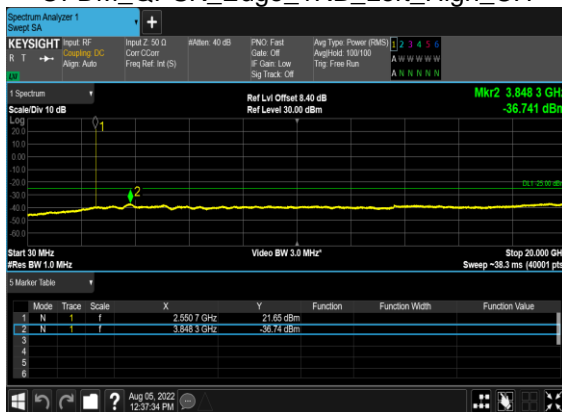 Spectrum Analyzer 1
Swept SA
+
KEYSIGHT Input: RF
R T Coupling: DC
Align: Auto
LU
Input Z: 50 Ω
Corr CCorr
Freq Ref: Int (S)
#Atten: 40 dB
PNO: Fast
Gate: Off
IF Gain: Low
Sig Track: Off
Avg Type: Power (RMS)
Avg|Hold: 100/100
Trig: Free Run
1 2 3 4 5 6
A W W W W W
A N N N N N
1 Spectrum
Scale/Div 10 dB
Ref Lvl Offset 8.40 dB
Ref Level 30.00 dBm
Mkr2 3.848 3 GH
-36.741 dBn
Log
20.0
10.0
0.00
-10.0
-20.0
-30.0
-40.0
-50.0
-60.0
1
2
Start 30 MHz
#Res BW 1.0 MHz
Video BW 3.0 MHz*
Stop 20.000 GH
Sweep ~38.3 ms (40001 pts
5 Marker Table
Mode Trace Scale X Y Function Function Width Function Value
1 N 1 f 2.550 7 GHz 21.65 dBm
2 N 1 f 3.848 3 GHz -36.74 dBm
3
4
5
6
? Aug 05, 2022
12:37:34 PM